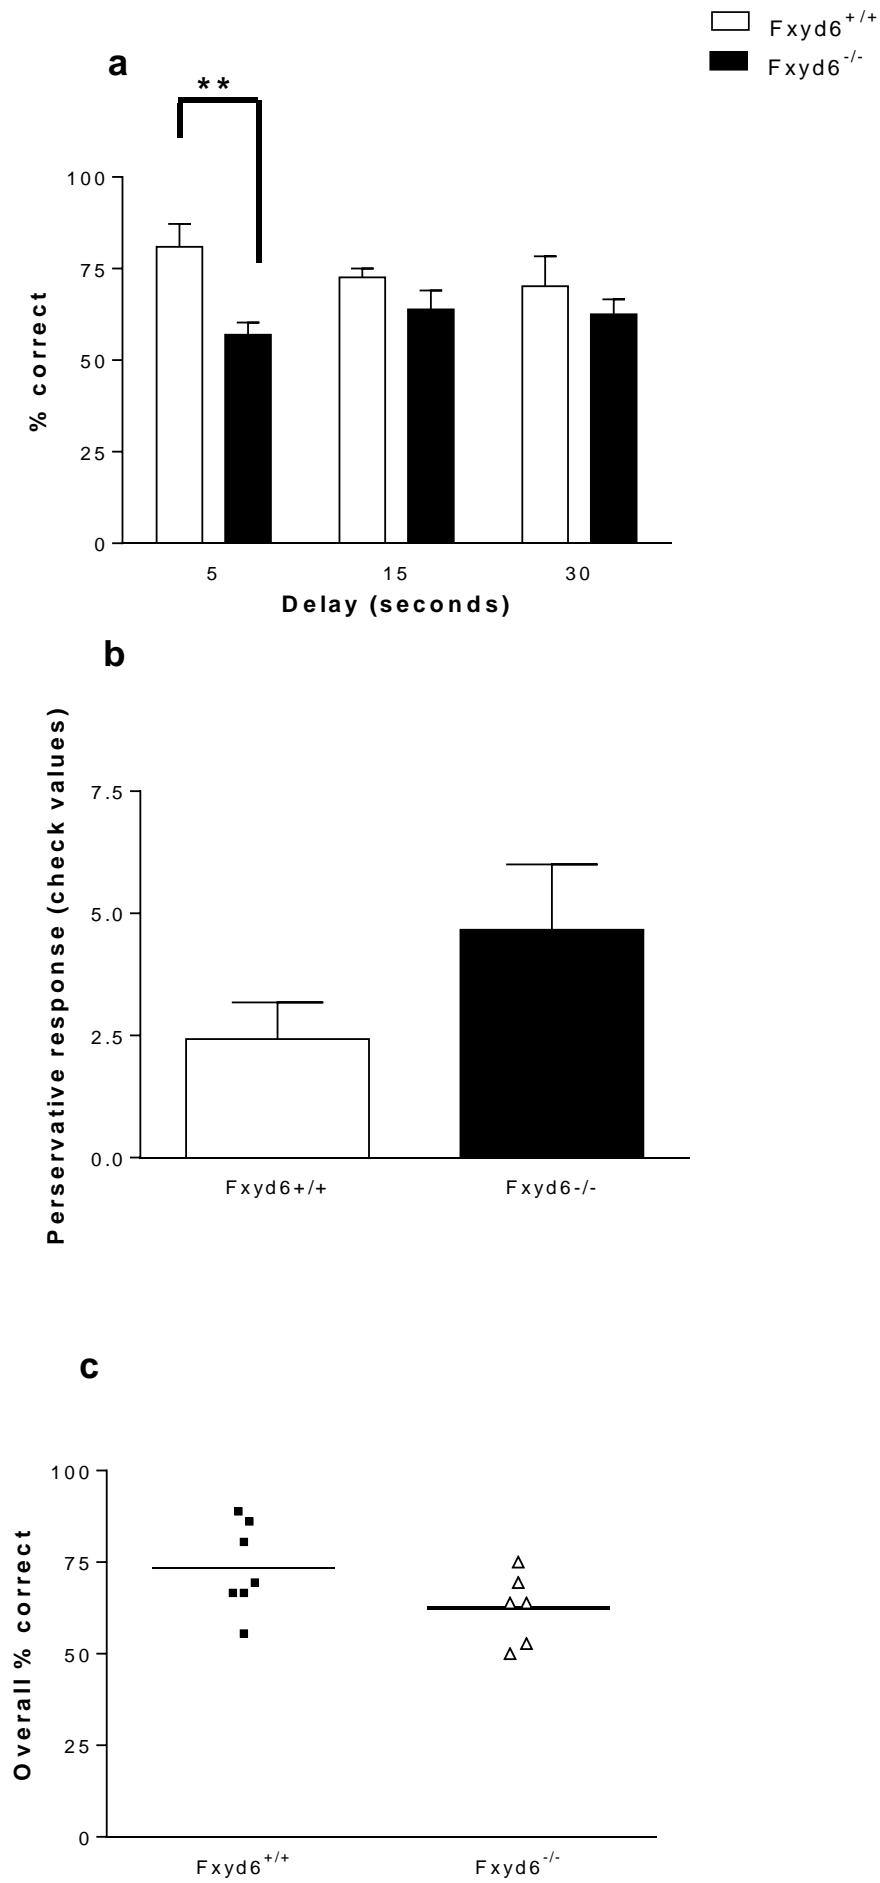 Fxyd6+/+
Fxyd6-/-
a
**
100
75
50
25
0
% correct
5 15 30
Delay (seconds)
b
Perservative response (check values)
7.5
5.0
2.5
0.0
Fxyd6+/+ Fxyd6-/-
c
Overall % correct
100
75
50
25
0
Fxyd6+/+ Fxyd6-/-